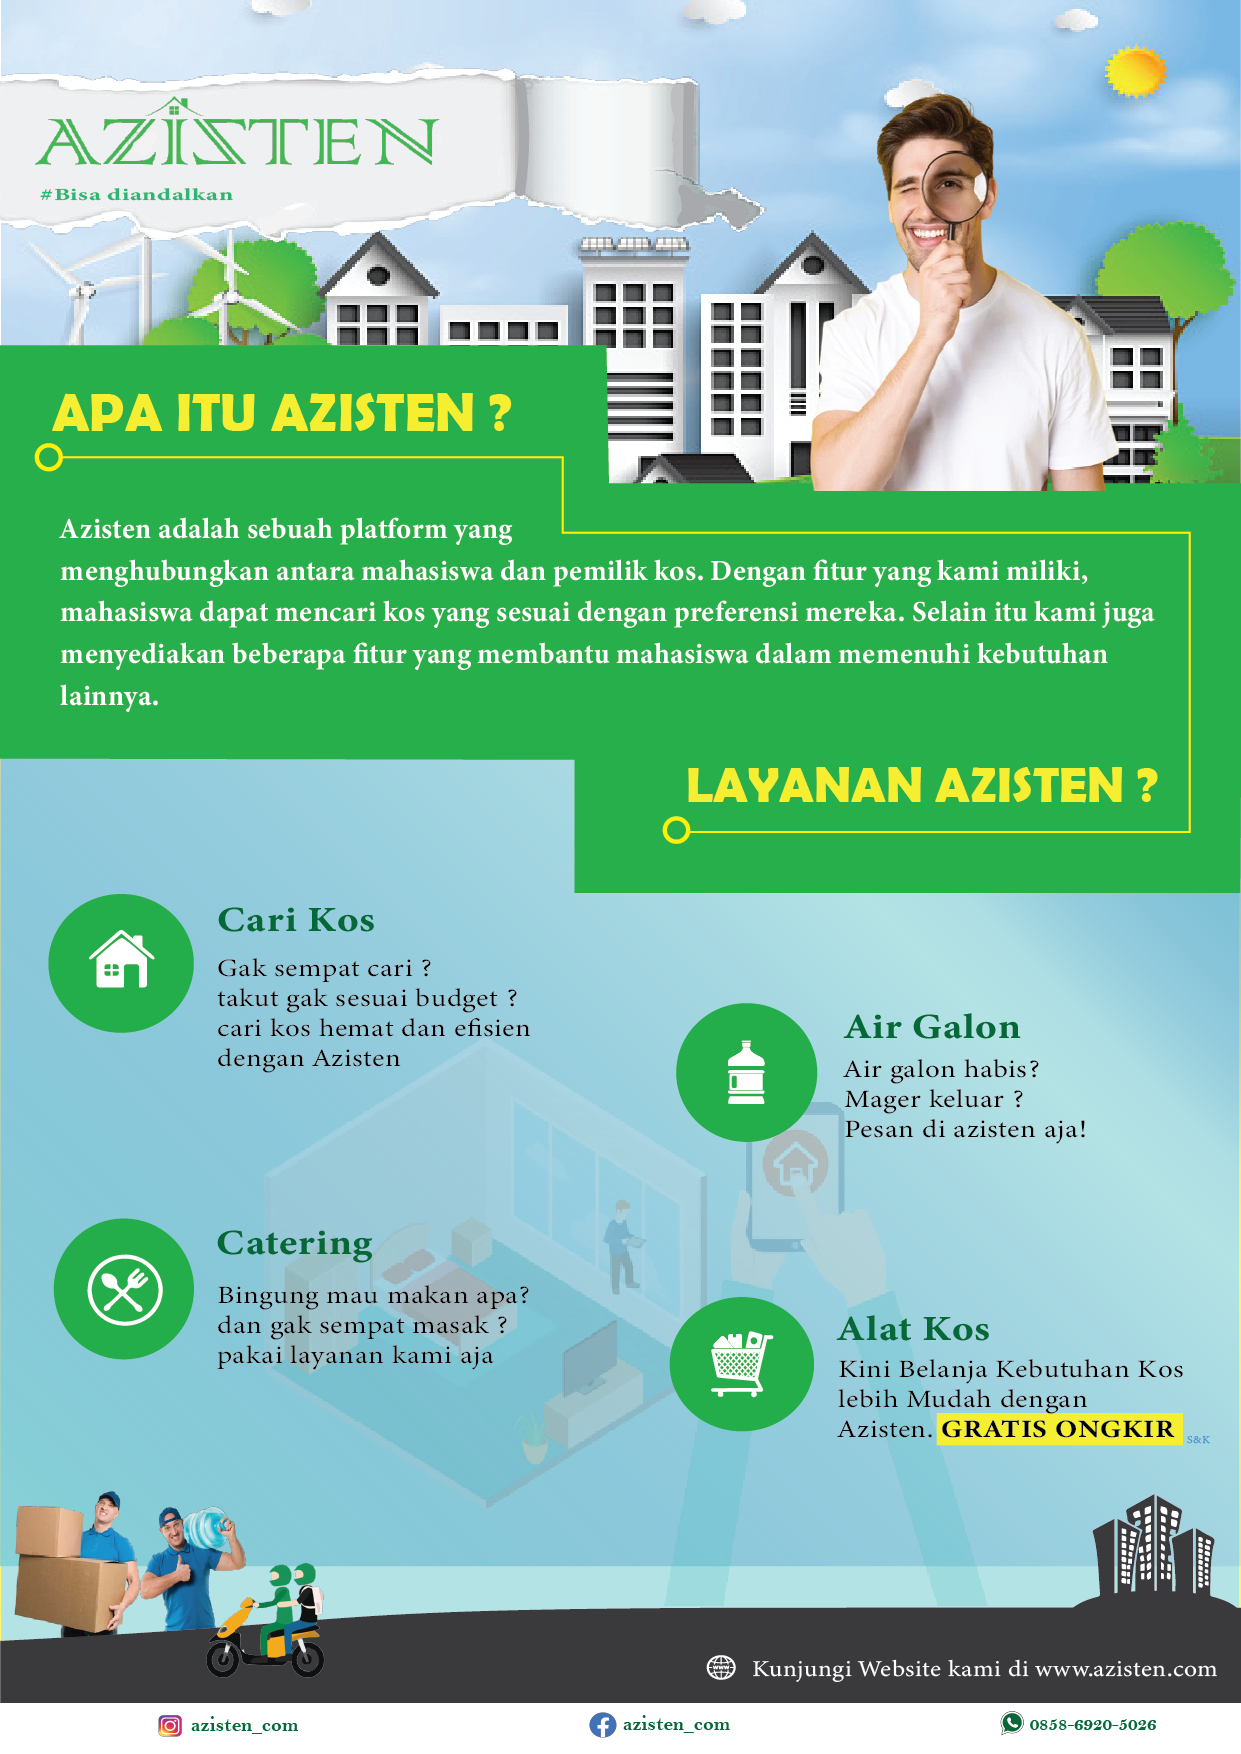 AZISTEN
#Bisa diandalkan
APA ITU AZISTEN ?
Azisten adalah sebuah platform yang
menghubungkan antara mahasiswa dan pemilik kos. Dengan fitur yang kami miliki,
mahasiswa dapat mencari kos yang sesuai dengan preferensi mereka. Selain itu kami juga
menyediakan beberapa fitur yang membantu mahasiswa dalam memenuhi kebutuhan
lainnya.
LAYANAN AZISTEN ?
Cari Kos
Gak sempat cari ?
takut gak sesuai budget ?
cari kos hemat dan efisien
dengan Azisten
Air Galon
Air galon habis?
Mager keluar ?
Pesan di azisten aja!
Catering
Bingung mau makan apa?
dan gak sempat masak ?
pakai layanan kami aja
Alat Kos
Kini Belanja Kebutuhan Kos
lebih Mudah dengan
Azisten. GRATIS ONGKIR S&K
www Kunjungi Website kami di www.azisten.com
azisten_com
azisten_com
0858-6920-5026